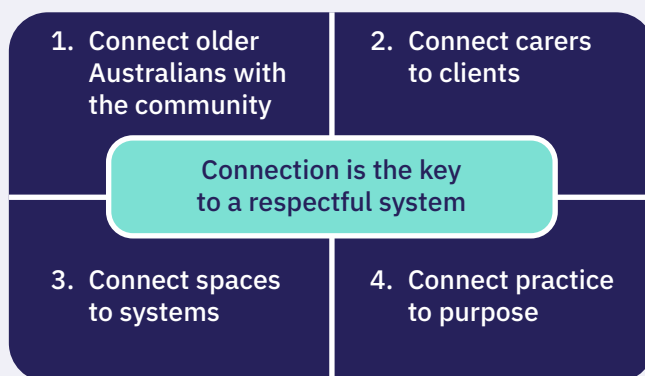 1. Connect older
Australians with
the community
2. Connect carers
to clients
Connection is the key
to a respectful system
3. Connect spaces
to systems
4. Connect practice
to purpose